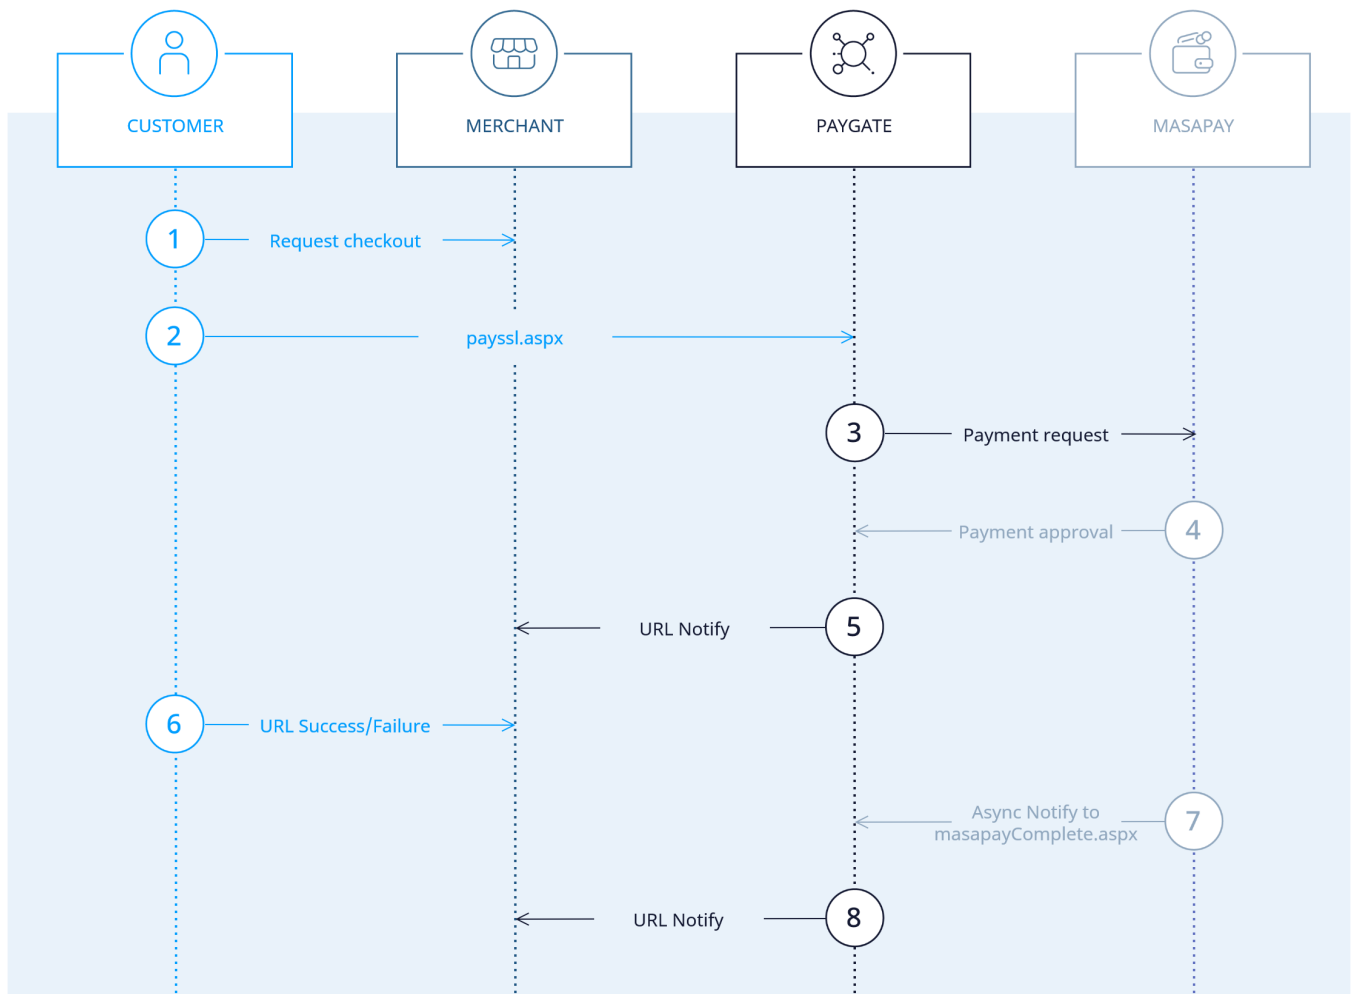 CUSTOMER
MERCHANT
PAYGATE
MASAPAY
1
Request checkout
2
payssl.aspx
3
Payment request
Payment approval
4
URL Notify
5
6
URL Success/Failure
Async Notify to
masapayComplete.aspx
7
URL Notify
8